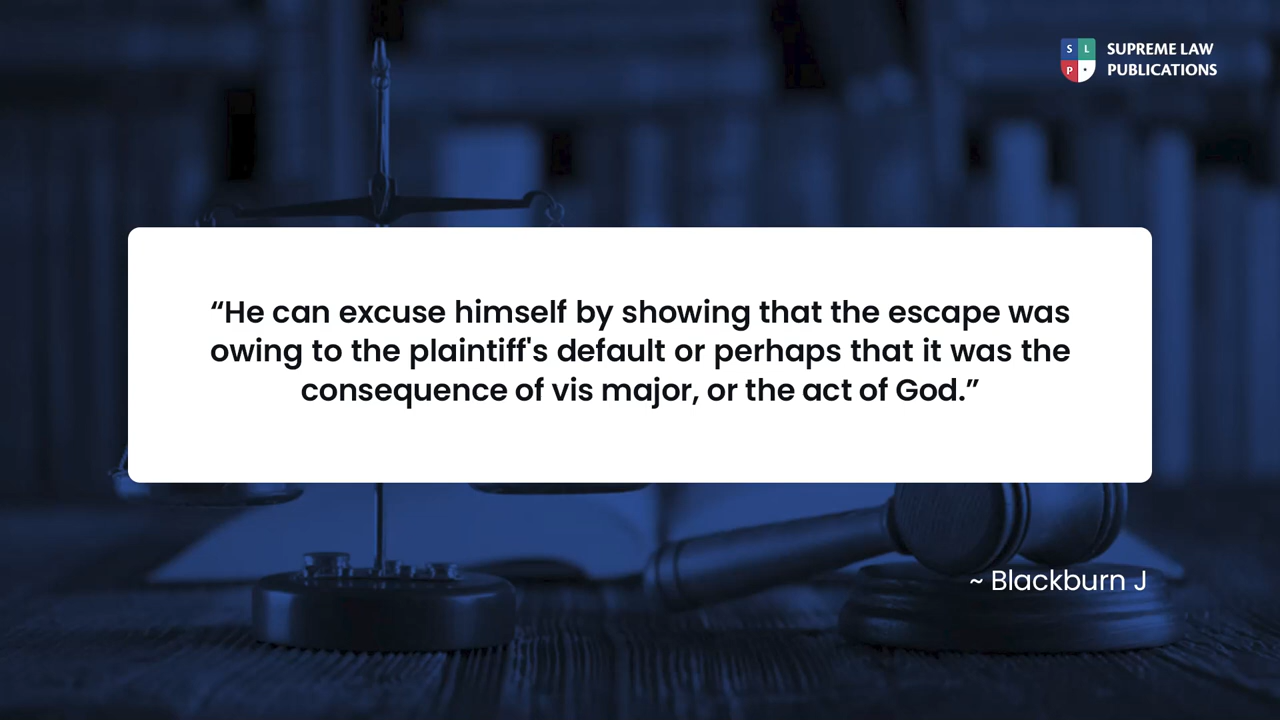 S L
P
SUPREME LAW
PUBLICATIONS
“He can excuse himself by showing that the escape was
owing to the plaintiff's default or perhaps that it was the
consequence of vis major, or the act of God.”
~ Blackburn J